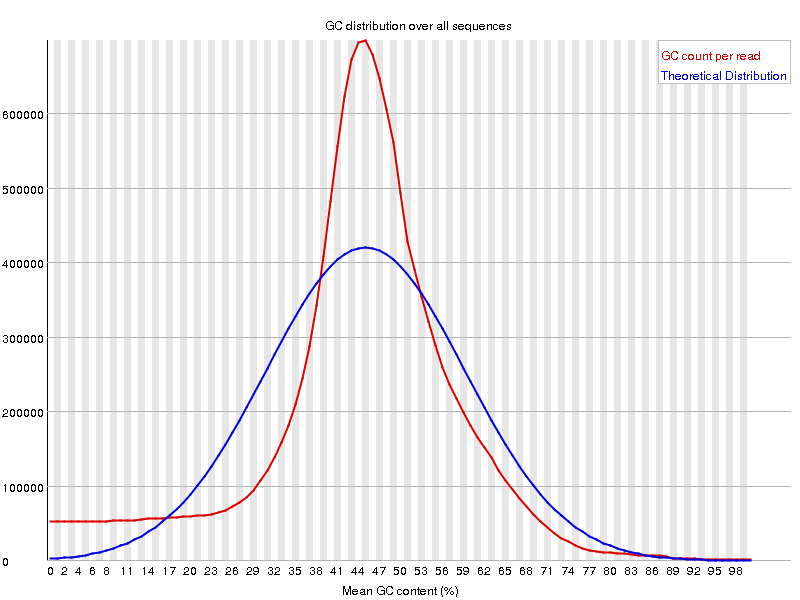 GC distribution over all sequences
GC count per read
Theoretical Distribution
600000
500000
400000
300000
200000
100000
0
0 2 4 6 8 11 14 17 20 23 26 29 32 35 38 41 44 47 50 53 56 59 62 65 68 71 74 77 80 83 86 89 92 95 98
Mean GC content (%)